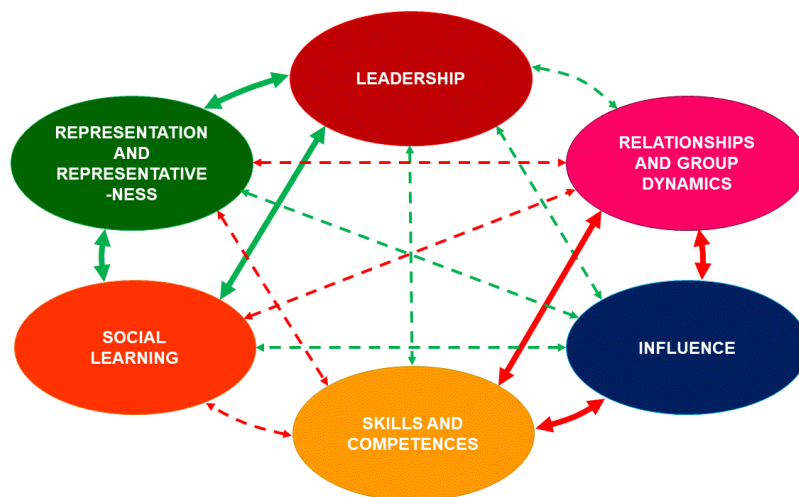 LEADERSHIP
REPRESENTATION
AND
REPRESENTATIVE
-NESS
RELATIONSHIPS
AND GROUP
DYNAMICS
SOCIAL
LEARNING
INFLUENCE
SKILLS AND
COMPETENCES